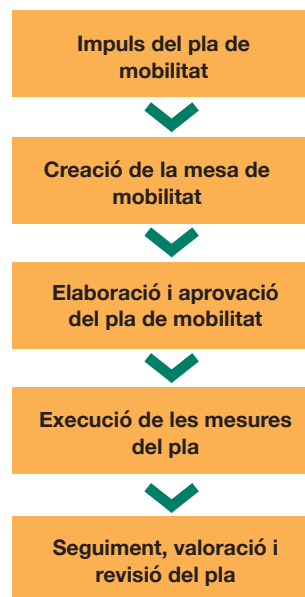 Impuls del pla de
mobilitat
Creació de la mesa de
mobilitat
Elaboració i aprovació
del pla de mobilitat
Execució de les mesures
del pla
Seguiment, valoració i
revisió del pla